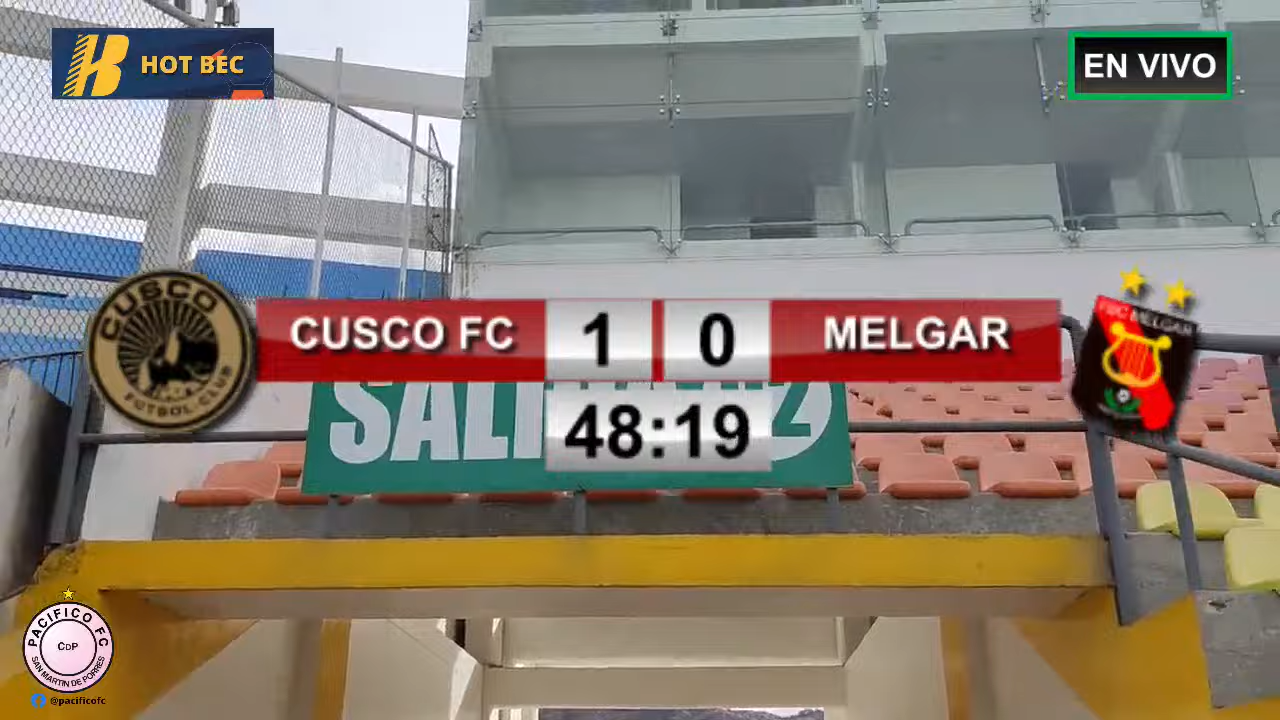 HOT BEC
EN VIVO
CUSCO
FUTBOL CLUB
CUSCO FC 1 0 MELGAR
FBC MELGAR
48:19
PACIFICO FC
CDP
SAN MARTIN DE PORRES
@pacificofc